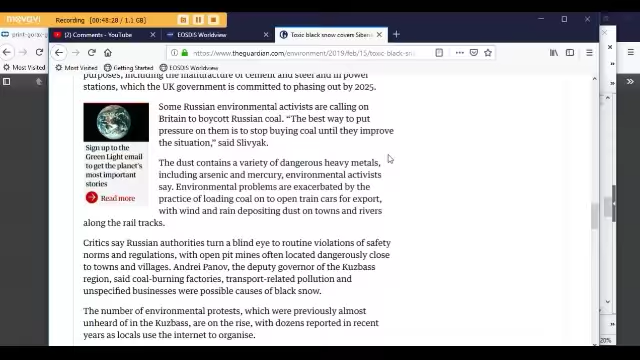 movavi
Recording 00:48:28 | 1.1 GB
print-gordo
(2) Comments - YouTube
EOSDIS Worldview
Toxic black snow covers Siberia
https://www.theguardian.com/environment/2019/feb/15/toxic-black-sn
Most Visited
Most Visited
Getting Started
EOSDIS Worldview
purposes, including the manufacture of cement and steel and in power
stations, which the UK government is committed to phasing out by 2025.
Some Russian environmental activists are calling on
Britain to boycott Russian coal. “The best way to put
pressure on them is to stop buying coal until they improve
the situation,” said Slivyak.
Sign up to the
Green Light email
to get the planet's
most important
stories
Read more
The dust contains a variety of dangerous heavy metals,
including arsenic and mercury, environmental activists
say. Environmental problems are exacerbated by the
practice of loading coal on to open train cars for export,
with wind and rain depositing dust on towns and rivers
along the rail tracks.
Critics say Russian authorities turn a blind eye to routine violations of safety
norms and regulations, with open pit mines often located dangerously close
to towns and villages. Andrei Panov, the deputy governor of the Kuzbass
region, said coal-burning factories, transport-related pollution and
unspecified businesses were possible causes of black snow.
The number of environmental protests, which were previously almost
unheard of in the Kuzbass, are on the rise, with dozens reported in recent
years as locals use the internet to organise.
20%